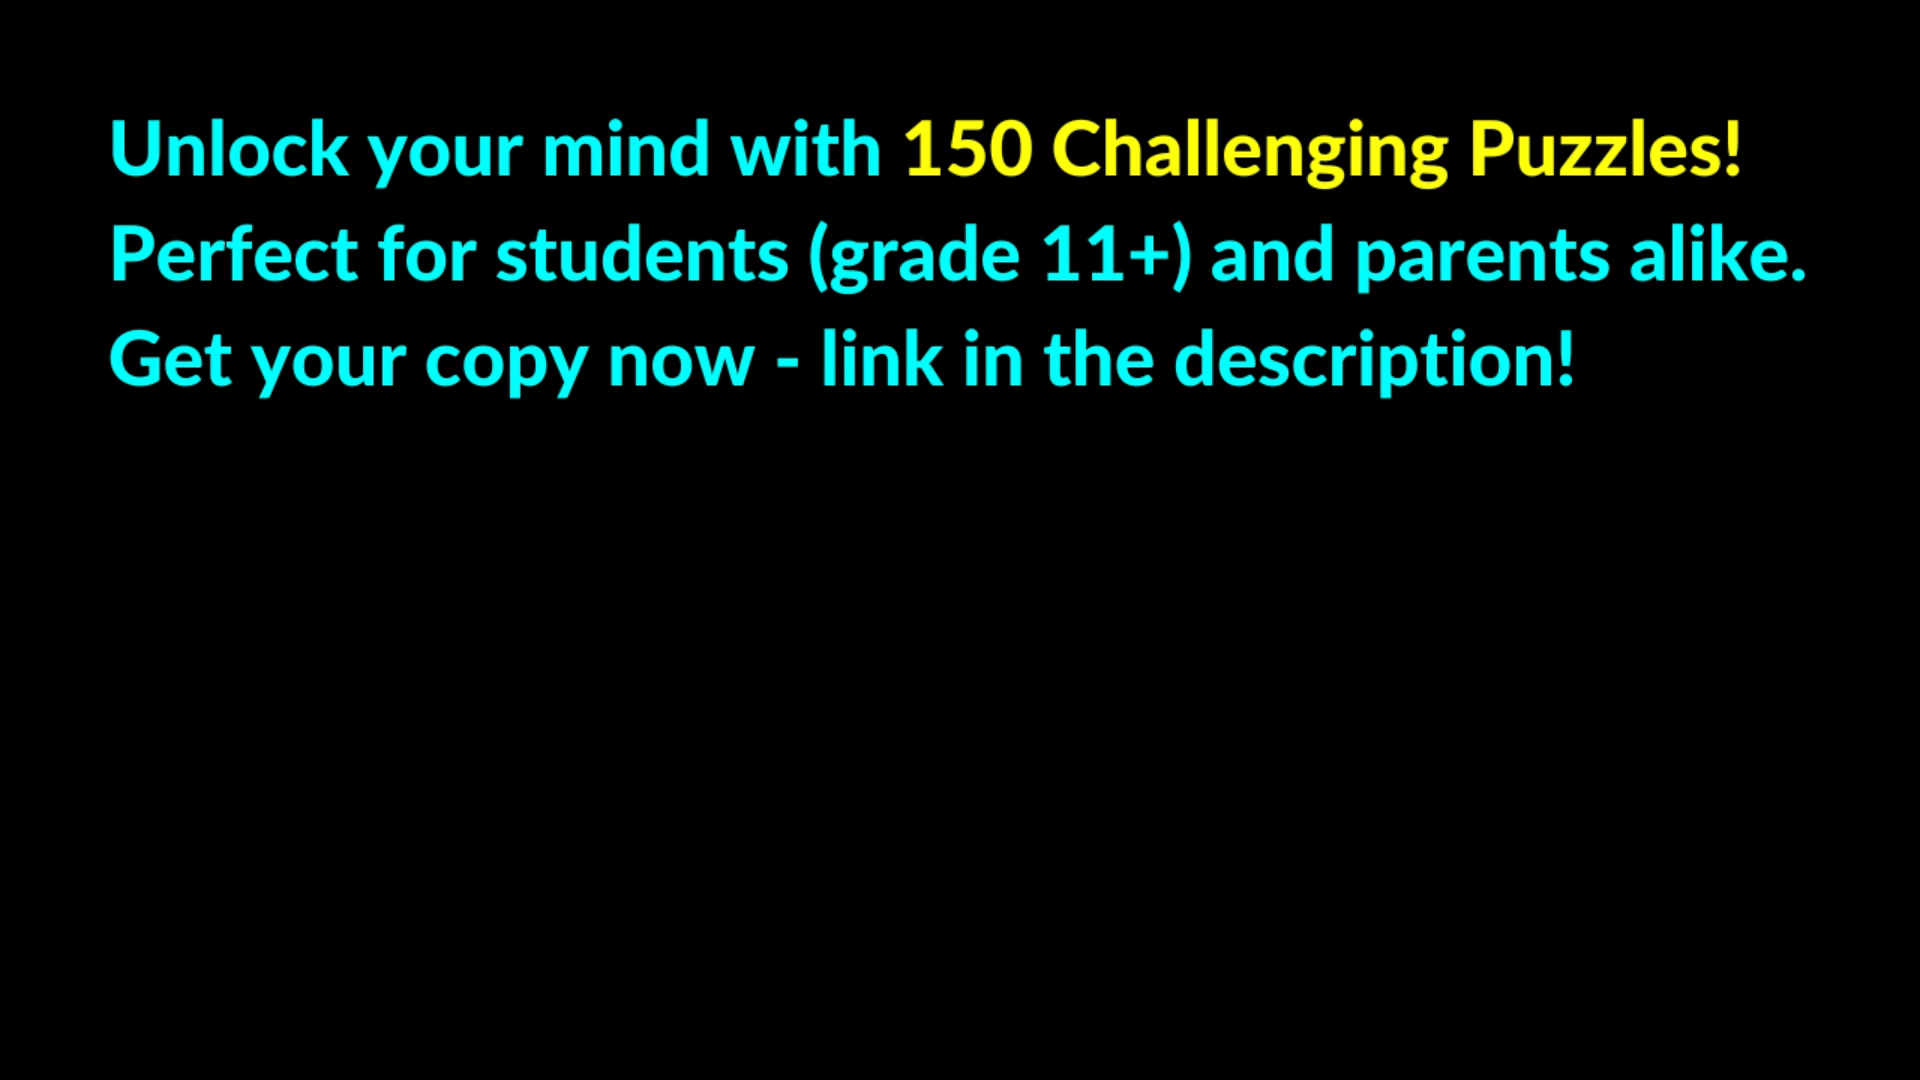 Unlock your mind with 150 Challenging Puzzles!
Perfect for students (grade 11+) and parents alike.
Get your copy now - link in the description!